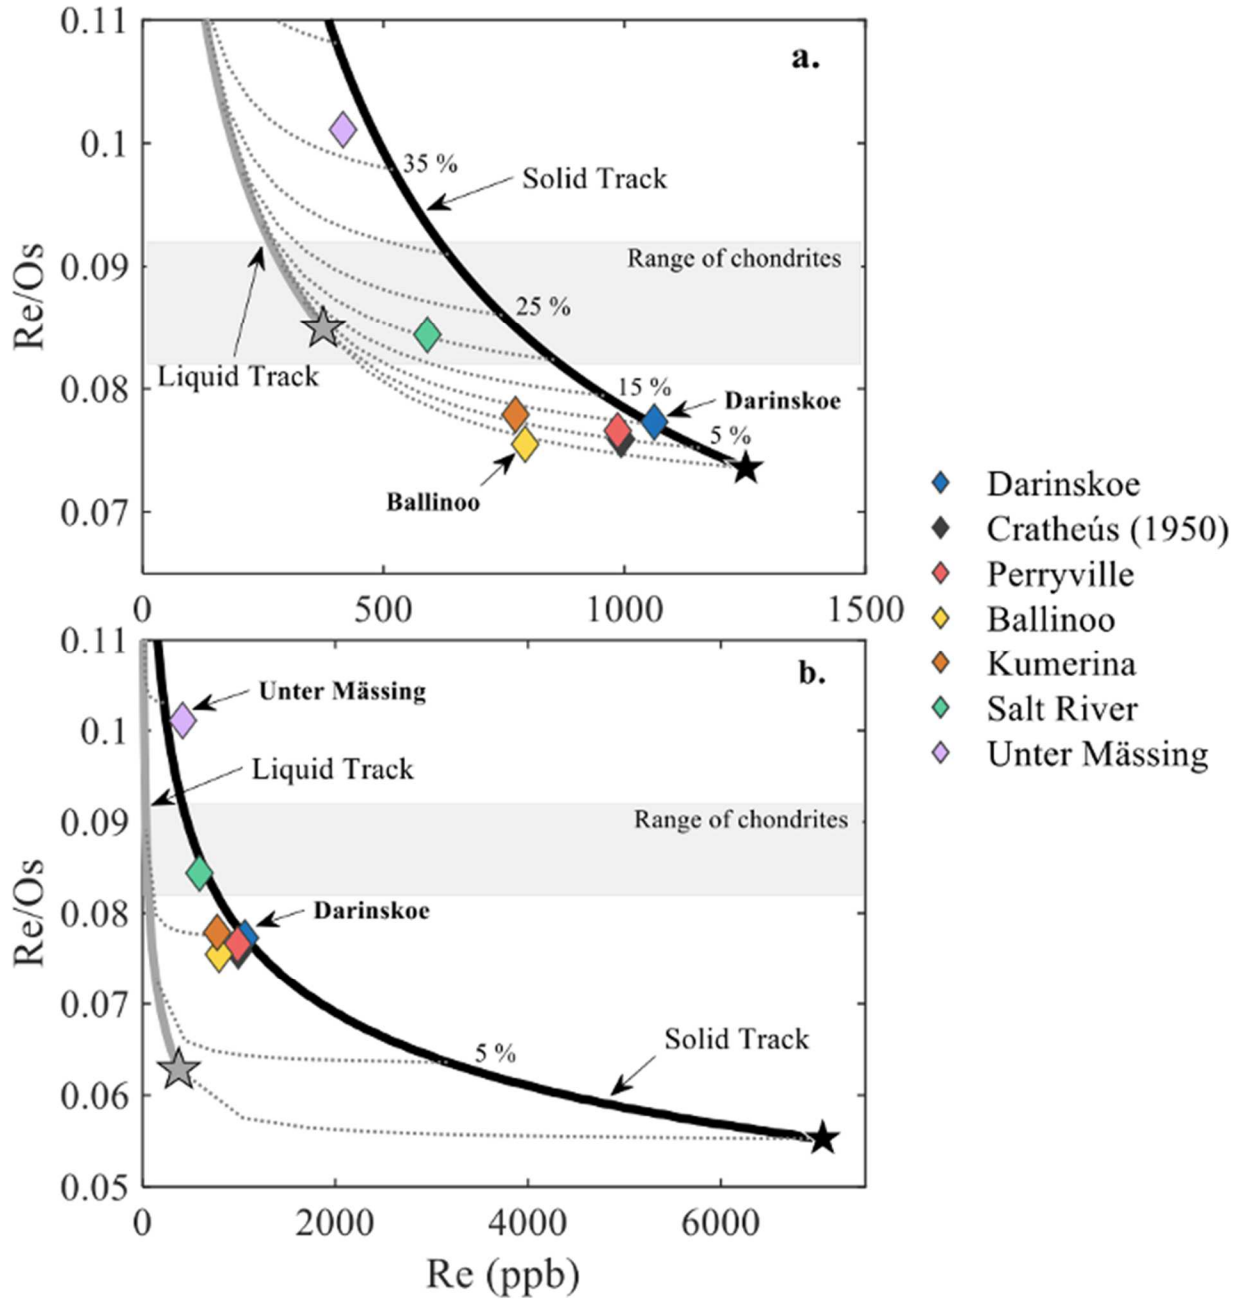 0.11
a.
0.1
35 %
Solid Track
Re/Os
0.09
Range of chondrites
25 %
Liquid Track
0.08
15 %
Darinskoe
5 %
Ballinoo
0.07
0 500 1000 1500
Darinskoe
Cratheús (1950)
Perryville
Ballinoo
Kumerina
Salt River
Unter Mässing
0.11
b.
Unter Mässing
0.1
Liquid Track
0.09
Range of chondrites
Re/Os
0.08
Darinskoe
0.07
Solid Track
5 %
0.06
0.05
0 2000 4000 6000
Re (ppb)